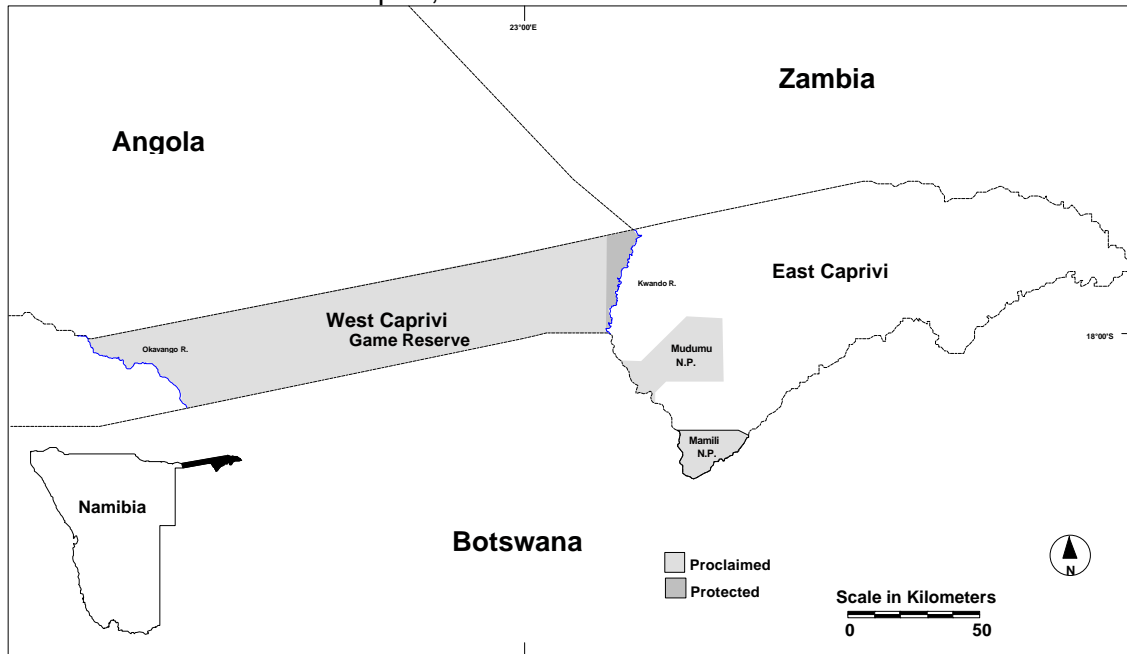 23°00'E
Zambia
Angola
East Caprivi
Kwando R.
West Caprivi
Game Reserve
18°00'S
Okavango R.
Mudumu
N.P.
Mamili
N.P.
Namibia
Botswana
Proclaimed
Protected
N
Scale in Kilometers
0 50